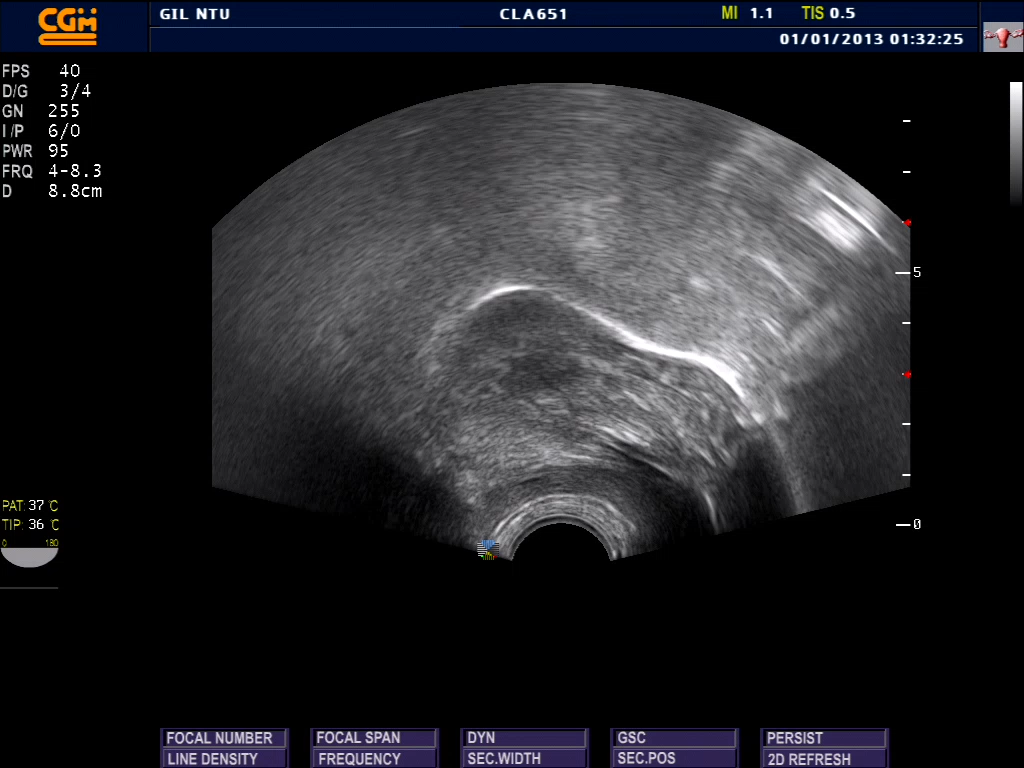 CGM
GIL NTU
CLA651
MI 1.1 TIS 0.5
01/01/2013 01:32:25
FPS 40
D/G 3/4
GN 255
I/P 6/0
PWR 95
FRQ 4-8.3
D 8.8cm
5
0
PAT: 37 °C
TIP: 36 °C
0 180
FOCAL NUMBER
LINE DENSITY
FOCAL SPAN
FREQUENCY
DYN
SEC.WIDTH
GSC
SEC.POS
PERSIST
2D REFRESH